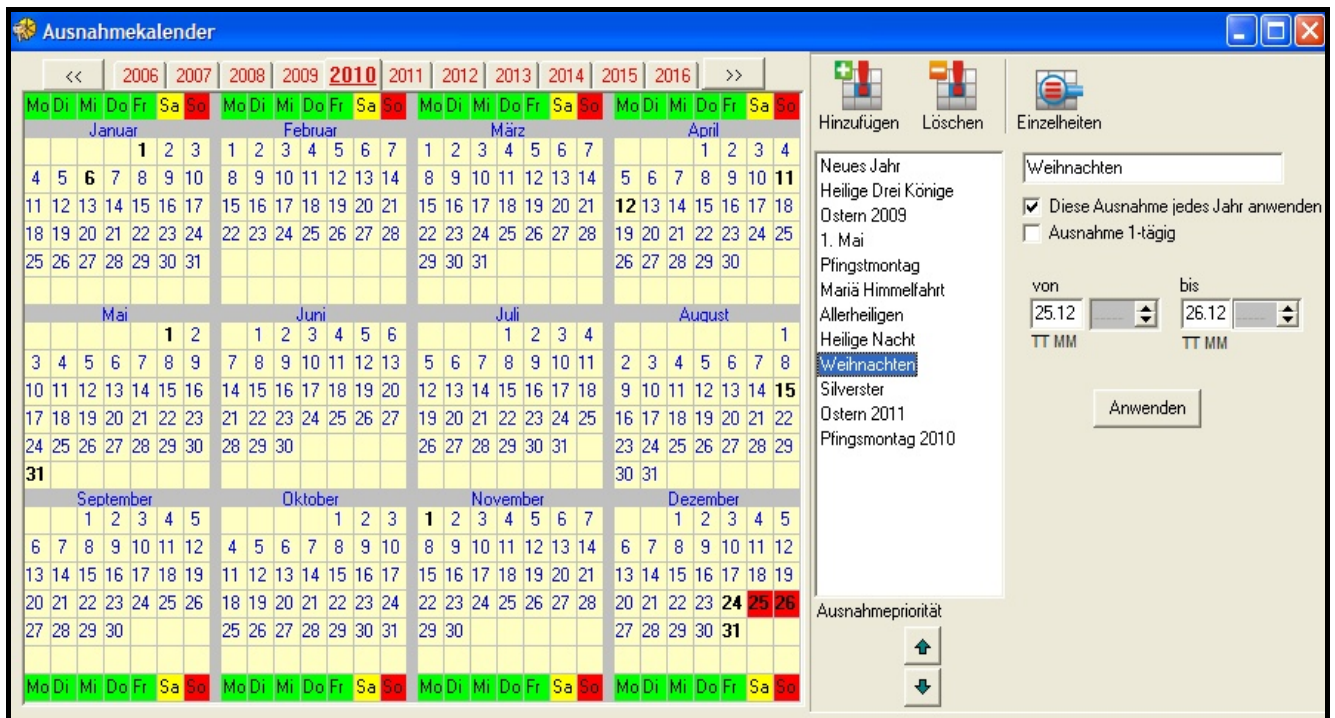 Ausnahmekalender
<< 2006 2007 2008 2009 2010 2011 2012 2013 2014 2015 2016 >>
Mo Di Mi Do Fr Sa So Mo Di Mi Do Fr Sa So Mo Di Mi Do Fr Sa So Mo Di Mi Do Fr Sa So
Januar Februar März April
1 2 3 1 2 3 4 5 6 7 1 2 3 4 5 6 7 1 2 3 4
4 5 6 7 8 9 10 8 9 10 11 12 13 14 8 9 10 11 12 13 14 5 6 7 8 9 10 11
11 12 13 14 15 16 17 15 16 17 18 19 20 21 15 16 17 18 19 20 21 12 13 14 15 16 17 18
18 19 20 21 22 23 24 22 23 24 25 26 27 28 22 23 24 25 26 27 28 19 20 21 22 23 24 25
25 26 27 28 29 30 31 29 30 31 26 27 28 29 30
Mai Juni Juli August
1 2 1 2 3 4 5 6 1 2 3 4 1
3 4 5 6 7 8 9 7 8 9 10 11 12 13 5 6 7 8 9 10 11 2 3 4 5 6 7 8
10 11 12 13 14 15 16 14 15 16 17 18 19 20 12 13 14 15 16 17 18 9 10 11 12 13 14 15
17 18 19 20 21 22 23 21 22 23 24 25 26 27 19 20 21 22 23 24 25 16 17 18 19 20 21 22
24 25 26 27 28 29 30 28 29 30 26 27 28 29 30 31 23 24 25 26 27 28 29
31 30 31
September Oktober November Dezember
1 2 3 4 5 1 2 3 1 2 3 4 5 6 7 1 2 3 4 5
6 7 8 9 10 11 12 4 5 6 7 8 9 10 8 9 10 11 12 13 14 6 7 8 9 10 11 12
13 14 15 16 17 18 19 11 12 13 14 15 16 17 15 16 17 18 19 20 21 13 14 15 16 17 18 19
20 21 22 23 24 25 26 18 19 20 21 22 23 24 22 23 24 25 26 27 28 20 21 22 23 24 25 26
27 28 29 30 25 26 27 28 29 30 31 29 30 27 28 29 30 31
Mo Di Mi Do Fr Sa So Mo Di Mi Do Fr Sa So Mo Di Mi Do Fr Sa So Mo Di Mi Do Fr Sa So
Hinzufügen Löschen Einzelheiten
Neues Jahr
Heilige Drei Könige
Ostern 2009
1. Mai
Pfingstmontag
Mariä Himmelfahrt
Allerheiligen
Heilige Nacht
Weihnachten
Silverster
Ostern 2011
Pfingsmontag 2010
Ausnahmepriorität
Weihnachten
Diese Ausnahme jedes Jahr anwenden
Ausnahme 1-tägig
von bis
25.12 26.12
TT MM TT MM
Anwenden